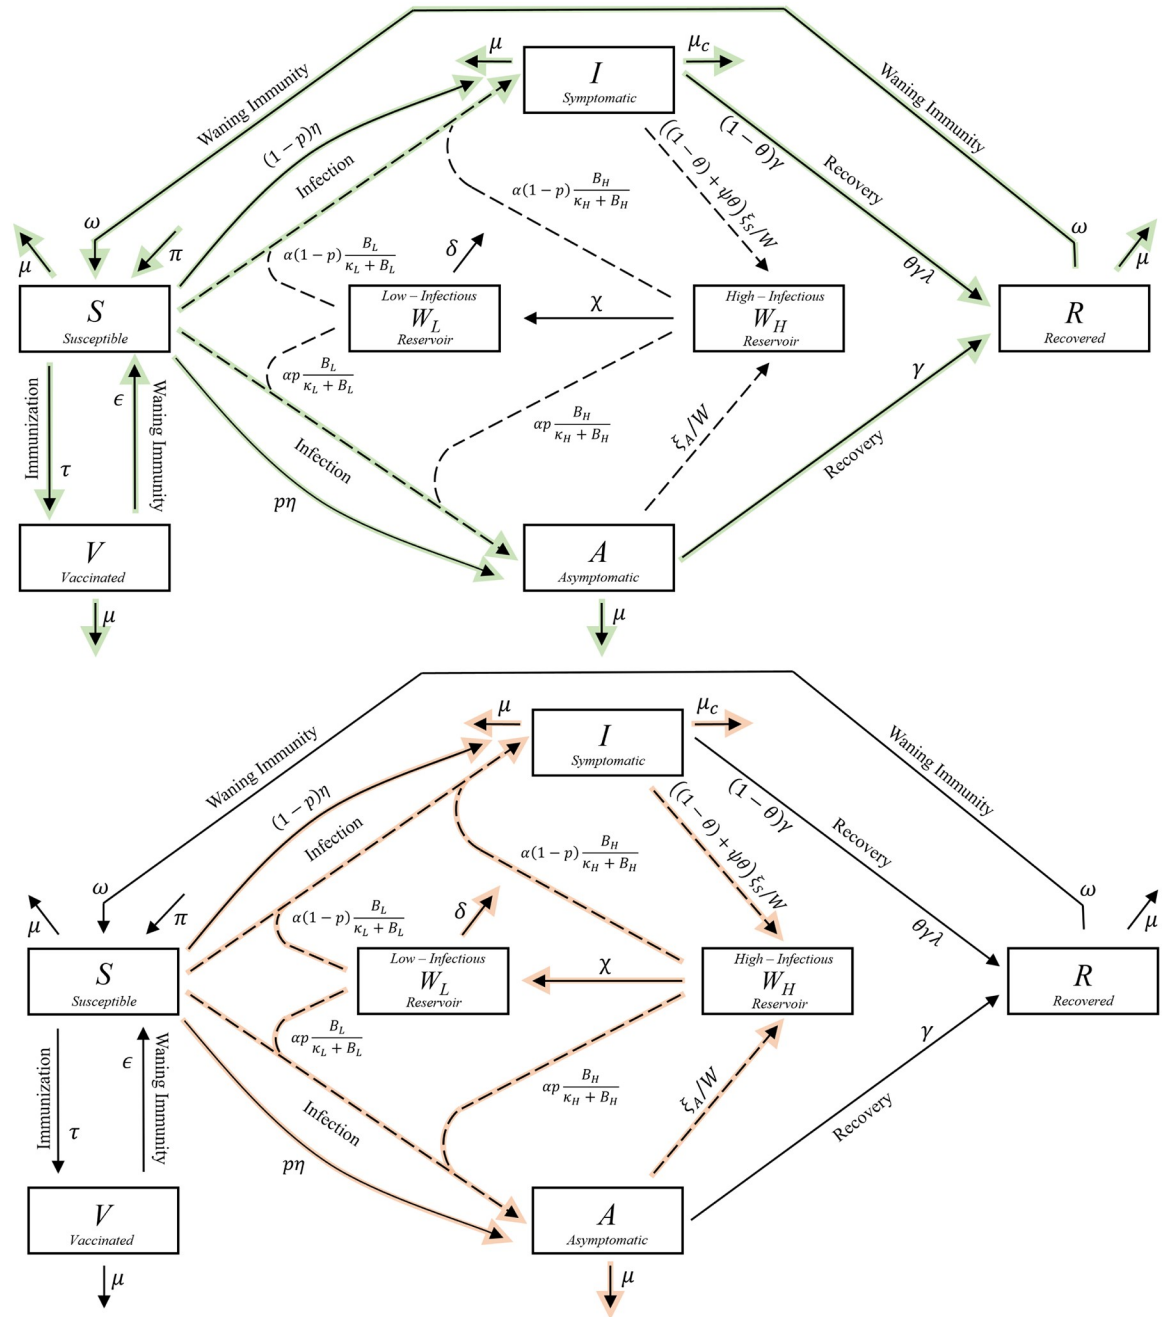 μ
I
Symptomatic
μ_c
Waning Immunity
Waning Immunity
(1 − p)η
Infection
((1−θ) + ψθ)ξ_S/W
(1 − θ)γ
Recovery
α(1 − p) B_H / (κ_H + B_H)
ω
π
μ
α(1 − p) B_L / (κ_L + B_L)
δ
θγλ
ω
μ
S
Susceptible
Low − Infectious
W_L
Reservoir
χ
High − Infectious
W_H
Reservoir
R
Recovered
αp B_L / (κ_L + B_L)
γ
Immunization
τ
ϵ
Waning Immunity
Infection
αp B_H / (κ_H + B_H)
ξ_A/W
Recovery
pη
V
Vaccinated
A
Asymptomatic
μ
μ
μ
I
Symptomatic
μ_c
Waning Immunity
Waning Immunity
(1 − p)η
Infection
((1−θ) + ψθ)ξ_S/W
(1 − θ)γ
Recovery
α(1 − p) B_H / (κ_H + B_H)
ω
π
μ
α(1 − p) B_L / (κ_L + B_L)
δ
θγλ
ω
μ
S
Susceptible
Low − Infectious
W_L
Reservoir
χ
High − Infectious
W_H
Reservoir
R
Recovered
αp B_L / (κ_L + B_L)
γ
Immunization
τ
ϵ
Waning Immunity
Infection
αp B_H / (κ_H + B_H)
ξ_A/W
Recovery
pη
V
Vaccinated
A
Asymptomatic
μ
μ